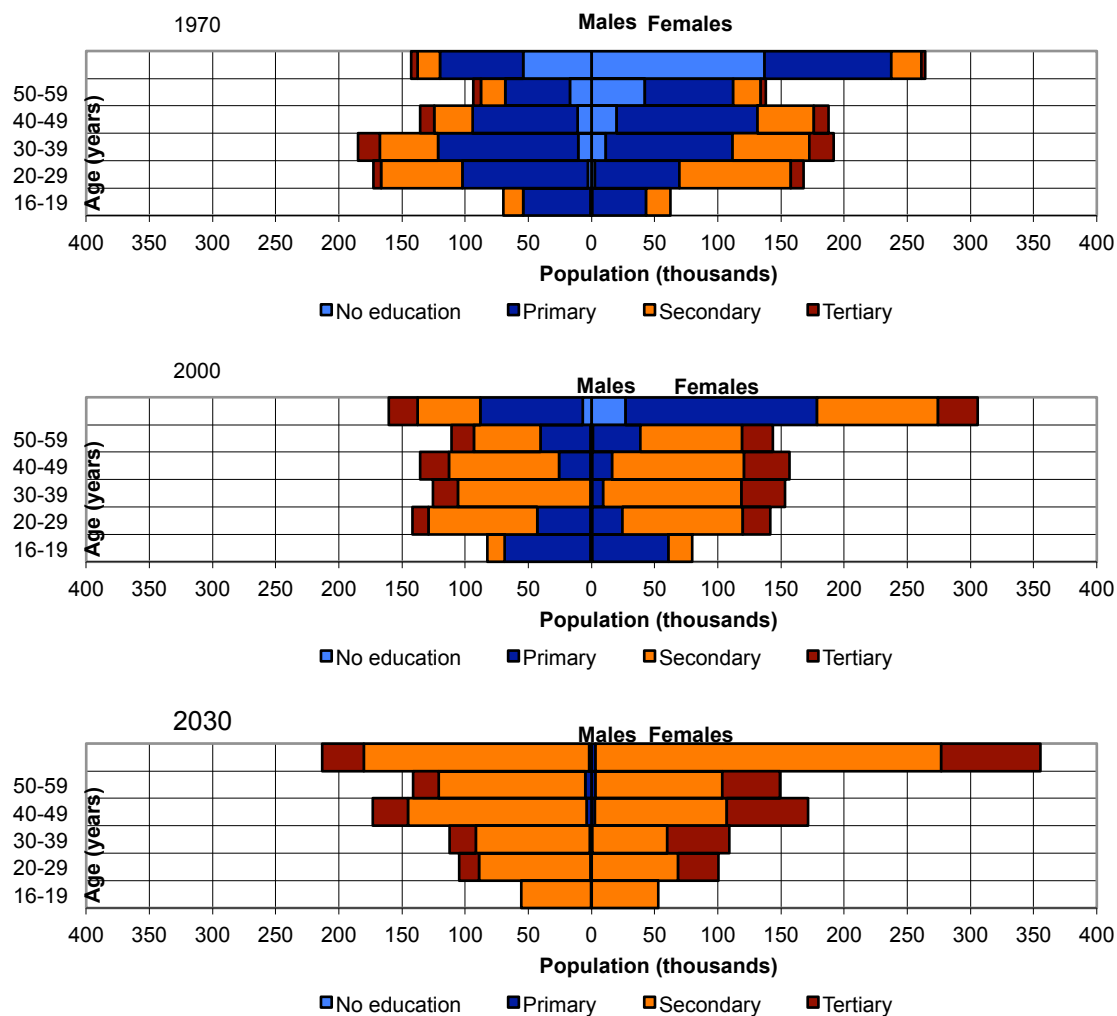 1970
Males Females
50-59
40-49
30-39
20-29
16-19
Age (years)
400 350 300 250 200 150 100 50 0 50 100 150 200 250 300 350 400
Population (thousands)
No education Primary Secondary Tertiary
2000
Males Females
50-59
40-49
30-39
20-29
16-19
Age (years)
400 350 300 250 200 150 100 50 0 50 100 150 200 250 300 350 400
Population (thousands)
No education Primary Secondary Tertiary
2030
Males Females
50-59
40-49
30-39
20-29
16-19
Age (years)
400 350 300 250 200 150 100 50 0 50 100 150 200 250 300 350 400
Population (thousands)
No education Primary Secondary Tertiary